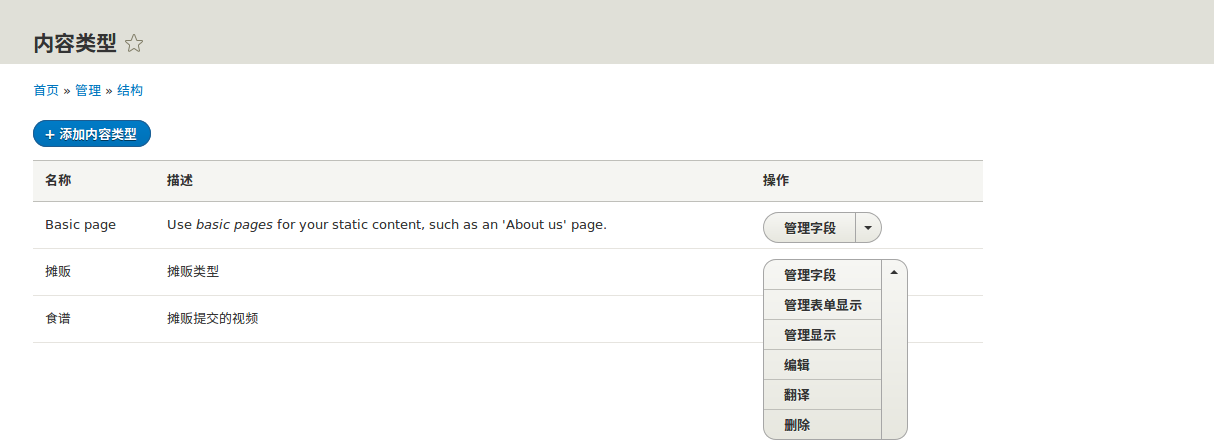 内容类型
首页 » 管理 » 结构
+ 添加内容类型
名称 描述 操作
Basic page Use basic pages for your static content, such as an 'About us' page. 管理字段
摊贩 摊贩类型 管理字段
管理表单显示
食谱 摊贩提交的视频
管理显示
编辑
翻译
删除